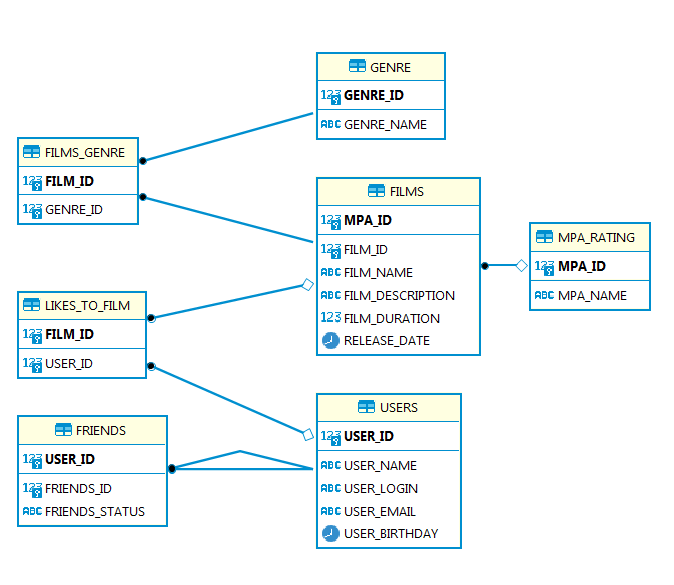 GENRE
123 GENRE_ID
ABC GENRE_NAME
FILMS_GENRE
123 FILM_ID
123 GENRE_ID
FILMS
123 MPA_ID
123 FILM_ID
ABC FILM_NAME
ABC FILM_DESCRIPTION
123 FILM_DURATION
RELEASE_DATE
MPA_RATING
123 MPA_ID
ABC MPA_NAME
LIKES_TO_FILM
123 FILM_ID
123 USER_ID
USERS
123 USER_ID
ABC USER_NAME
ABC USER_LOGIN
ABC USER_EMAIL
USER_BIRTHDAY
FRIENDS
123 USER_ID
123 FRIENDS_ID
ABC FRIENDS_STATUS